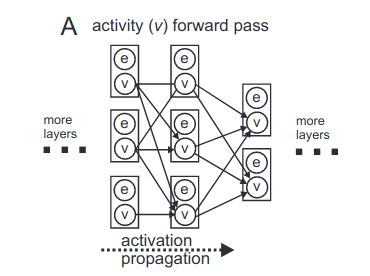 A activity (v) forward pass
e e
v v
e
more v more
layers layers
e e
v v
e
v
e e
v v
activation
propagation